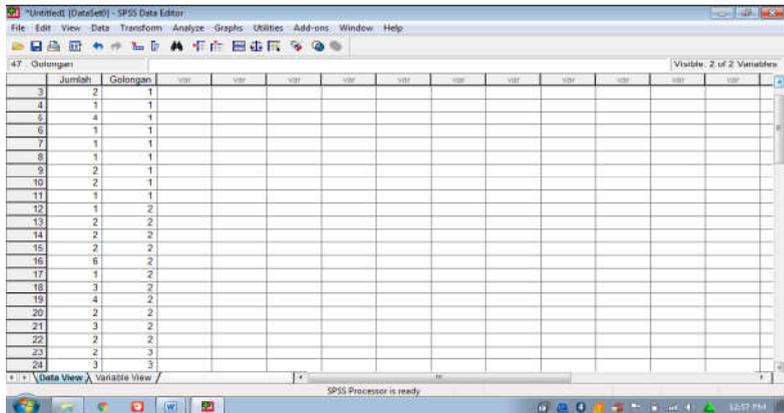 *Untitled1 [DataSet0] - SPSS Data Editor
File Edit View Data Transform Analyze Graphs Utilities Add-ons Window Help
47 : Golongan Visible: 2 of 2 Variables
Jumlah Golongan var var var var var var var var var var
3 2 1
4 1 1
5 4 1
6 1 1
7 1 1
8 1 1
9 2 1
10 2 1
11 1 1
12 1 2
13 2 2
14 2 2
15 2 2
16 6 2
17 1 2
18 3 2
19 4 2
20 2 2
21 3 2
22 2 2
23 2 3
24 3 3
Data View Variable View
SPSS Processor is ready
12:57 PM